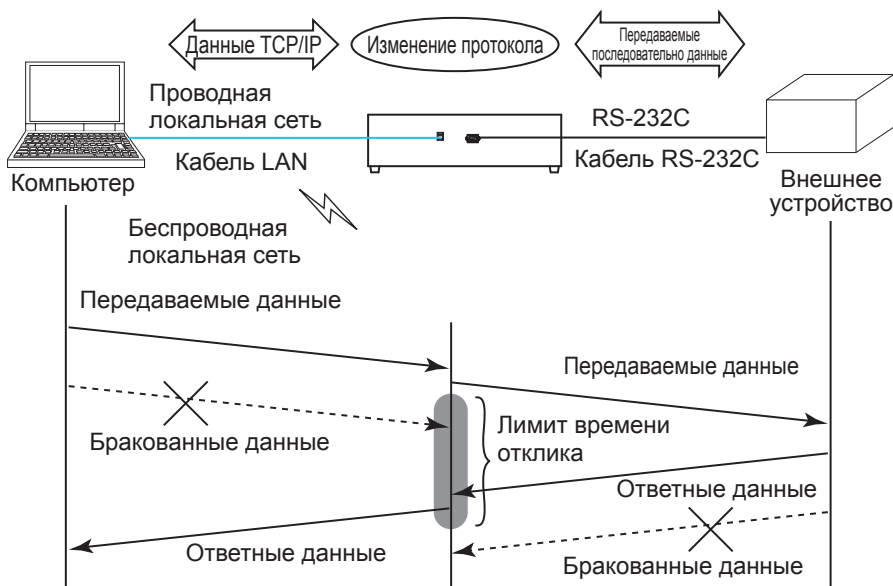 Данные TCP/IP
Изменение протокола
Передаваемые
последовательно данные
Проводная
локальная сеть
RS-232C
Кабель LAN
Кабель RS-232C
Компьютер
Внешнее
устройство
Беспроводная
локальная сеть
Передаваемые данные
Передаваемые данные
Бракованные данные
Лимит времени
отклика
Ответные данные
Ответные данные
Бракованные данные